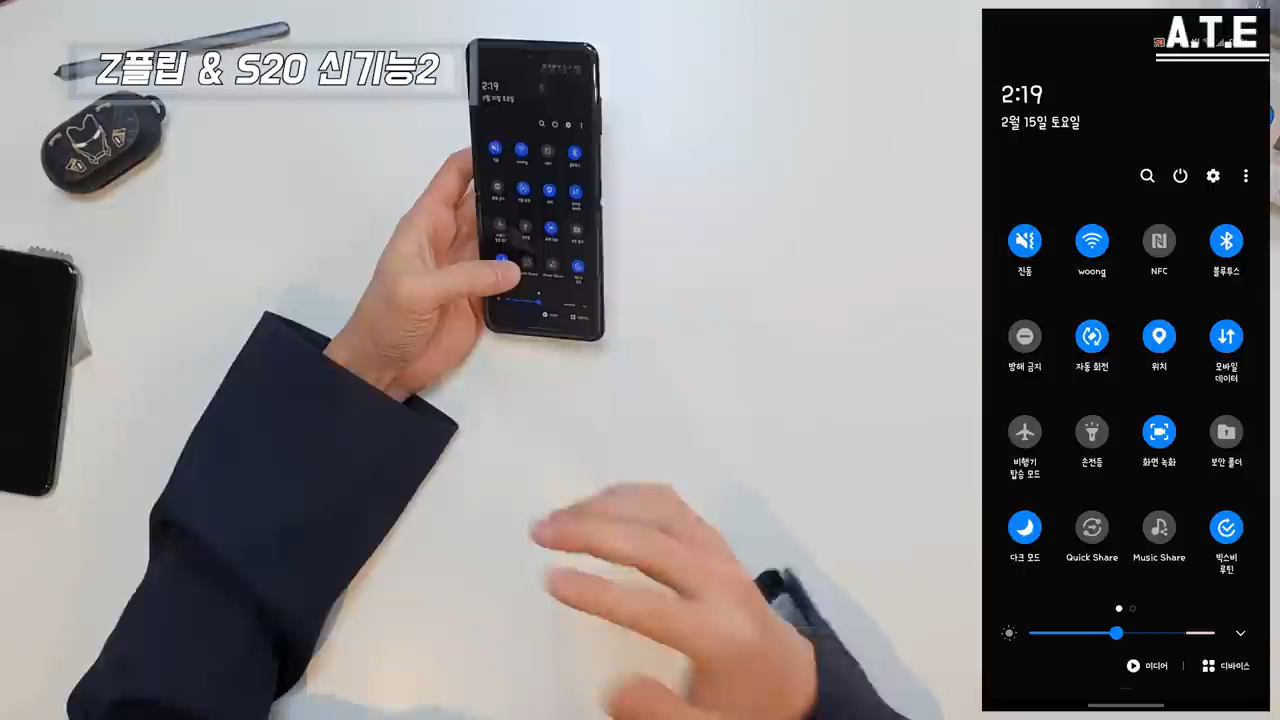 Z플립 & S20 신기능2
A.T.E
2:19
2월 15일 토요일
진동
woong
NFC
블루투스
방해 금지
자동 회전
위치
모바일
데이터
비행기
탑승 모드
손전등
화면 녹화
보안 폴더
다크 모드
Quick Share
Music Share
빅스비
루틴
미디어
디바이스
2:19